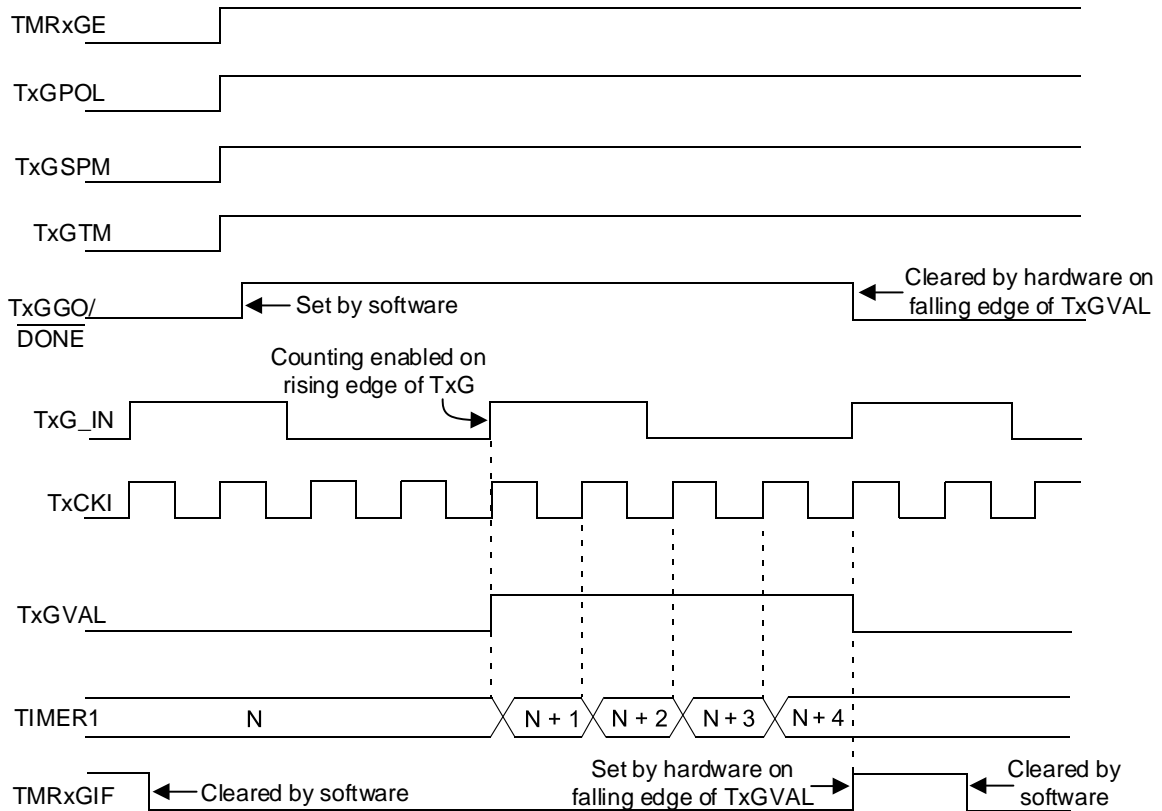 TMRxGE
TxGPOL
TxGSPM
TxGTM
TxGGO/
DONE
Set by software
Cleared by hardware on
falling edge of TxGVAL
Counting enabled on
rising edge of TxG
TxG_IN
TxCKI
TxGVAL
TIMER1
N
N + 1
N + 2
N + 3
N + 4
TMRxGIF
Cleared by software
Set by hardware on
falling edge of TxGVAL
Cleared by
software